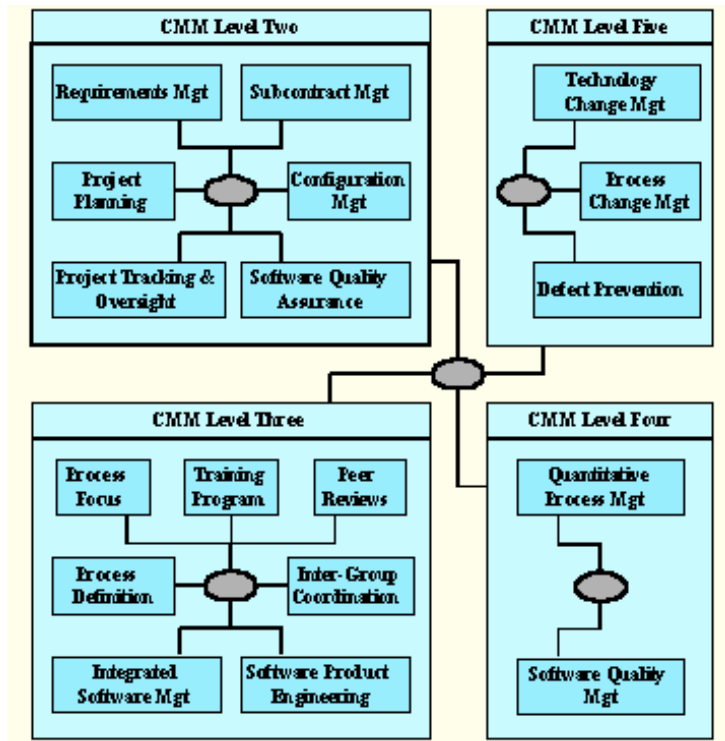 CMM Level Two
Requirements Mgt
Subcontract Mgt
Project
Planning
Configuration
Mgt
Project Tracking &
Oversight
Software Quality
Assurance
CMM Level Five
Technology
Change Mgt
Process
Change Mgt
Defect Prevention
CMM Level Three
Process
Focus
Training
Program
Peer
Reviews
Process
Definition
Inter-Group
Coordination
Integrated
Software Mgt
Software Product
Engineering
CMM Level Four
Quantitative
Process Mgt
Software Quality
Mgt